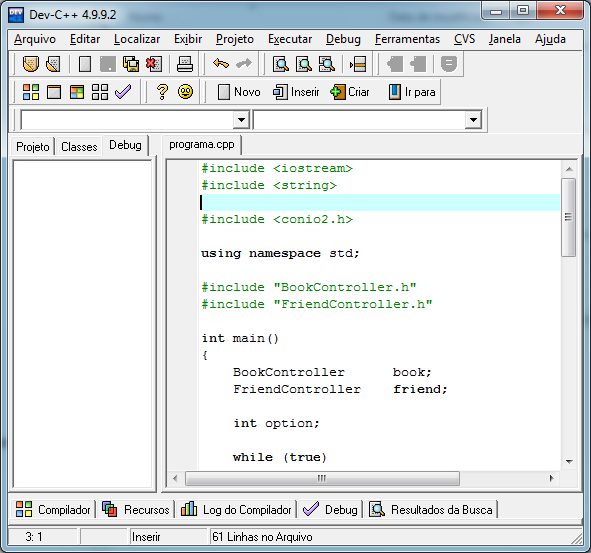 Dev-C++ 4.9.9.2
Arquivo Editar Localizar Exibir Projeto Executar Debug Ferramentas CVS Janela Ajuda
Novo Inserir Criar Ir para
Projeto Classes Debug programa.cpp
#include <iostream>
#include <string>
#include <conio2.h>
using namespace std;
#include "BookController.h"
#include "FriendController.h"
int main()
{
BookController book;
FriendController friend;
int option;
while (true)
Compilador Recursos Log do Compilador Debug Resultados da Busca
3: 1 Inserir 61 Linhas no Arquivo